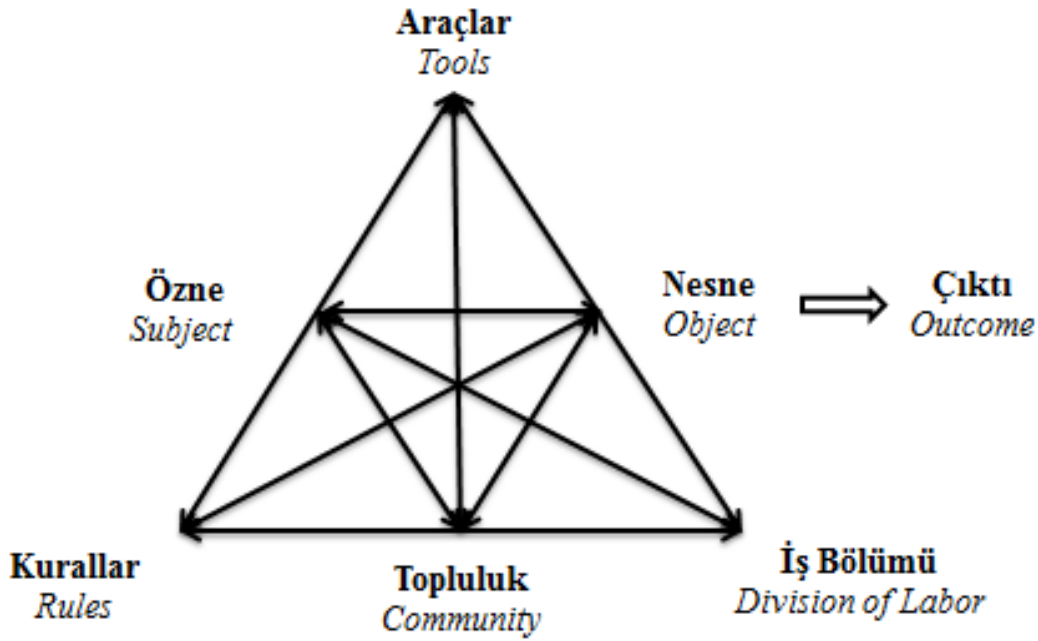 Araçlar
Tools
Özne
Subject
Nesne
Object
Çıktı
Outcome
Kurallar
Rules
Topluluk
Community
İş Bölümü
Division of Labor